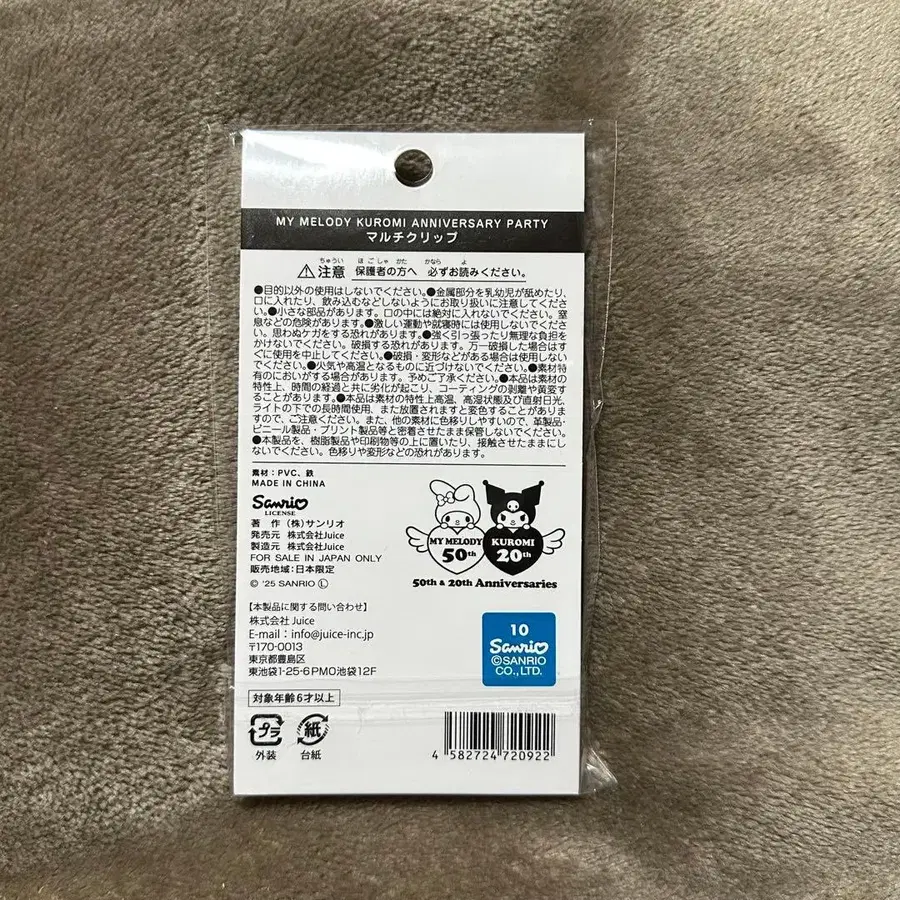 MY MELODY KUROMI ANNIVERSARY PARTY
マルチクリップ
ちゅうい ほごしゃ かた かなら よ
⚠注意 保護者の方へ 必ずお読みください。
●目的以外の使用はしないでください。●金属部分を乳幼児が舐めたり、
口に入れたり、飲み込むなどしないようにお取り扱いに注意してくださ
い。●小さな部品があります。口の中には絶対に入れないでください。窒
息などの危険があります。●激しい運動や就寝時には使用しないでくだ
さい。思わぬケガをする恐れがあります。●強く引っ張ったり無理な負担を
かけないでください。破損する恐れがあります。万一破損した場合はす
ぐに使用を中止してください。●破損・変形などがある場合は使用しない
でください。●火気や高温となるものに近づけないでください。●素材特
有のにおいがする場合があります。予めご了承ください。●本品は素材の
特性上、時間の経過と共に劣化が起こり、コーティングの剥離や黄変す
ることがあります。●本品は素材の特性上高温、高湿状態及び直射日光、
ライトの下での長時間使用、また放置されますと変色することがありま
すので、ご注意ください。また、他の素材に色移りしやすいので、革製品・
ビニール製品・プリント製品等と密着させたまま保管しないでください。
●本製品を、樹脂製品や印刷物等の上に置いたり、接触させたままにし
ないでください。色移りや変形などの恐れがあります。
素材：PVC、鉄
MADE IN CHINA
Sanrio
LICENSE
著 作 （株）サンリオ
発売元 株式会社Juice
製造元 株式会社Juice
FOR SALE IN JAPAN ONLY
販売地域：日本限定
© '25 SANRIO Ⓛ
MY MELODY
50th
KUROMI
20th
50th & 20th Anniversaries
【本製品に関する問い合わせ】
株式会社 Juice
E-mail：info@juice-inc.jp
〒170-0013
東京都豊島区
東池袋1-25-6 PMO池袋12F
10
Sanrio
©SANRIO
CO.,LTD.
対象年齢6才以上
プラ
外装
紙
台紙
4 582724 720922